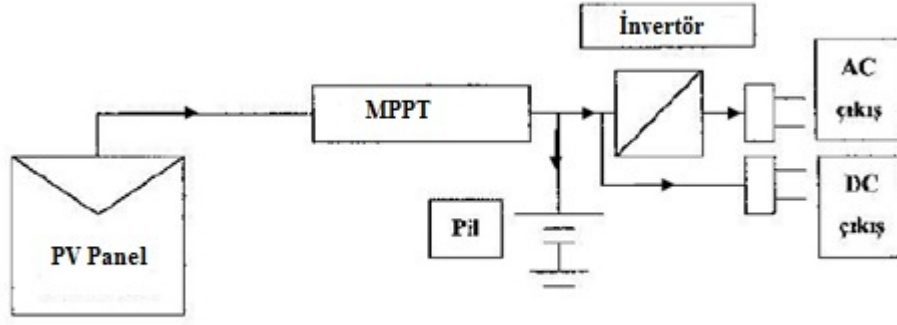 İnvertör
AC
çıkış
MPPT
DC
çıkış
Pil
PV Panel